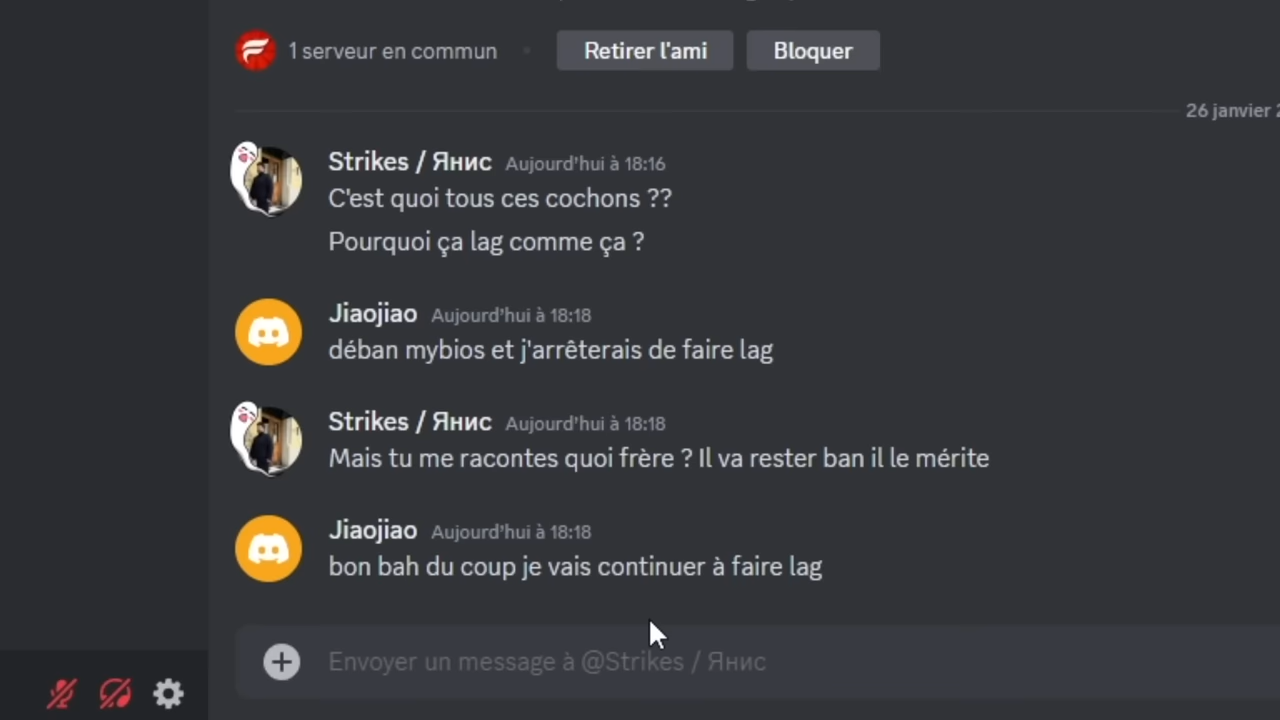 1 serveur en commun
Retirer l'ami
Bloquer
26 janvier
Strikes / Янис Aujourd'hui à 18:16
C'est quoi tous ces cochons ??
Pourquoi ça lag comme ça ?
Jiaojiao Aujourd'hui à 18:18
déban mybios et j'arrêterais de faire lag
Strikes / Янис Aujourd'hui à 18:18
Mais tu me racontes quoi frère ? Il va rester ban il le mérite
Jiaojiao Aujourd'hui à 18:18
bon bah du coup je vais continuer à faire lag
Envoyer un message à @Strikes / Янис